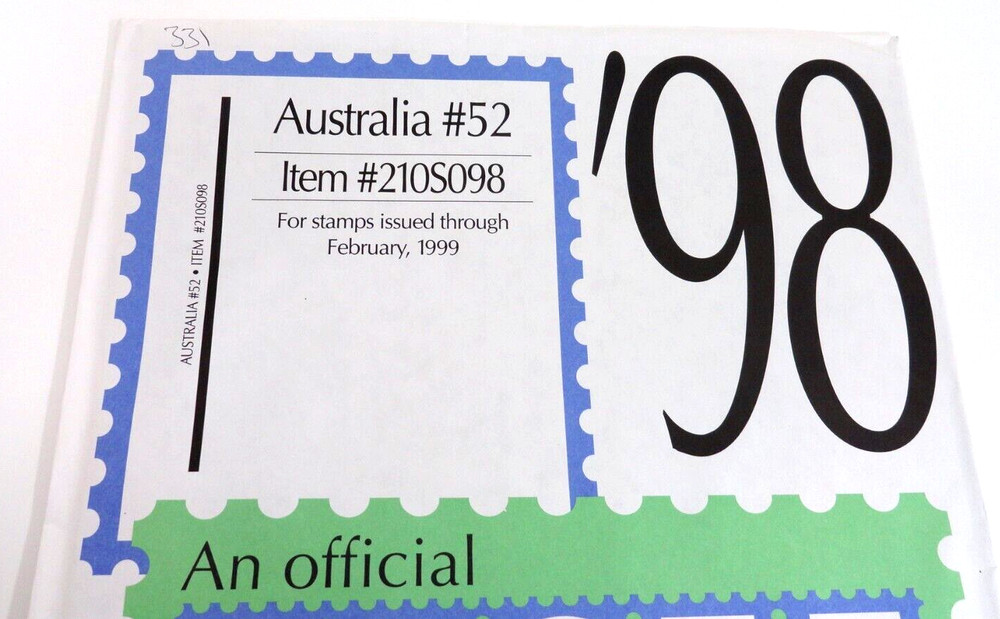 331
'98
Australia #52
Item #210S098
For stamps issued through
February, 1999
AUSTRALIA #52 • ITEM #210S098
An official